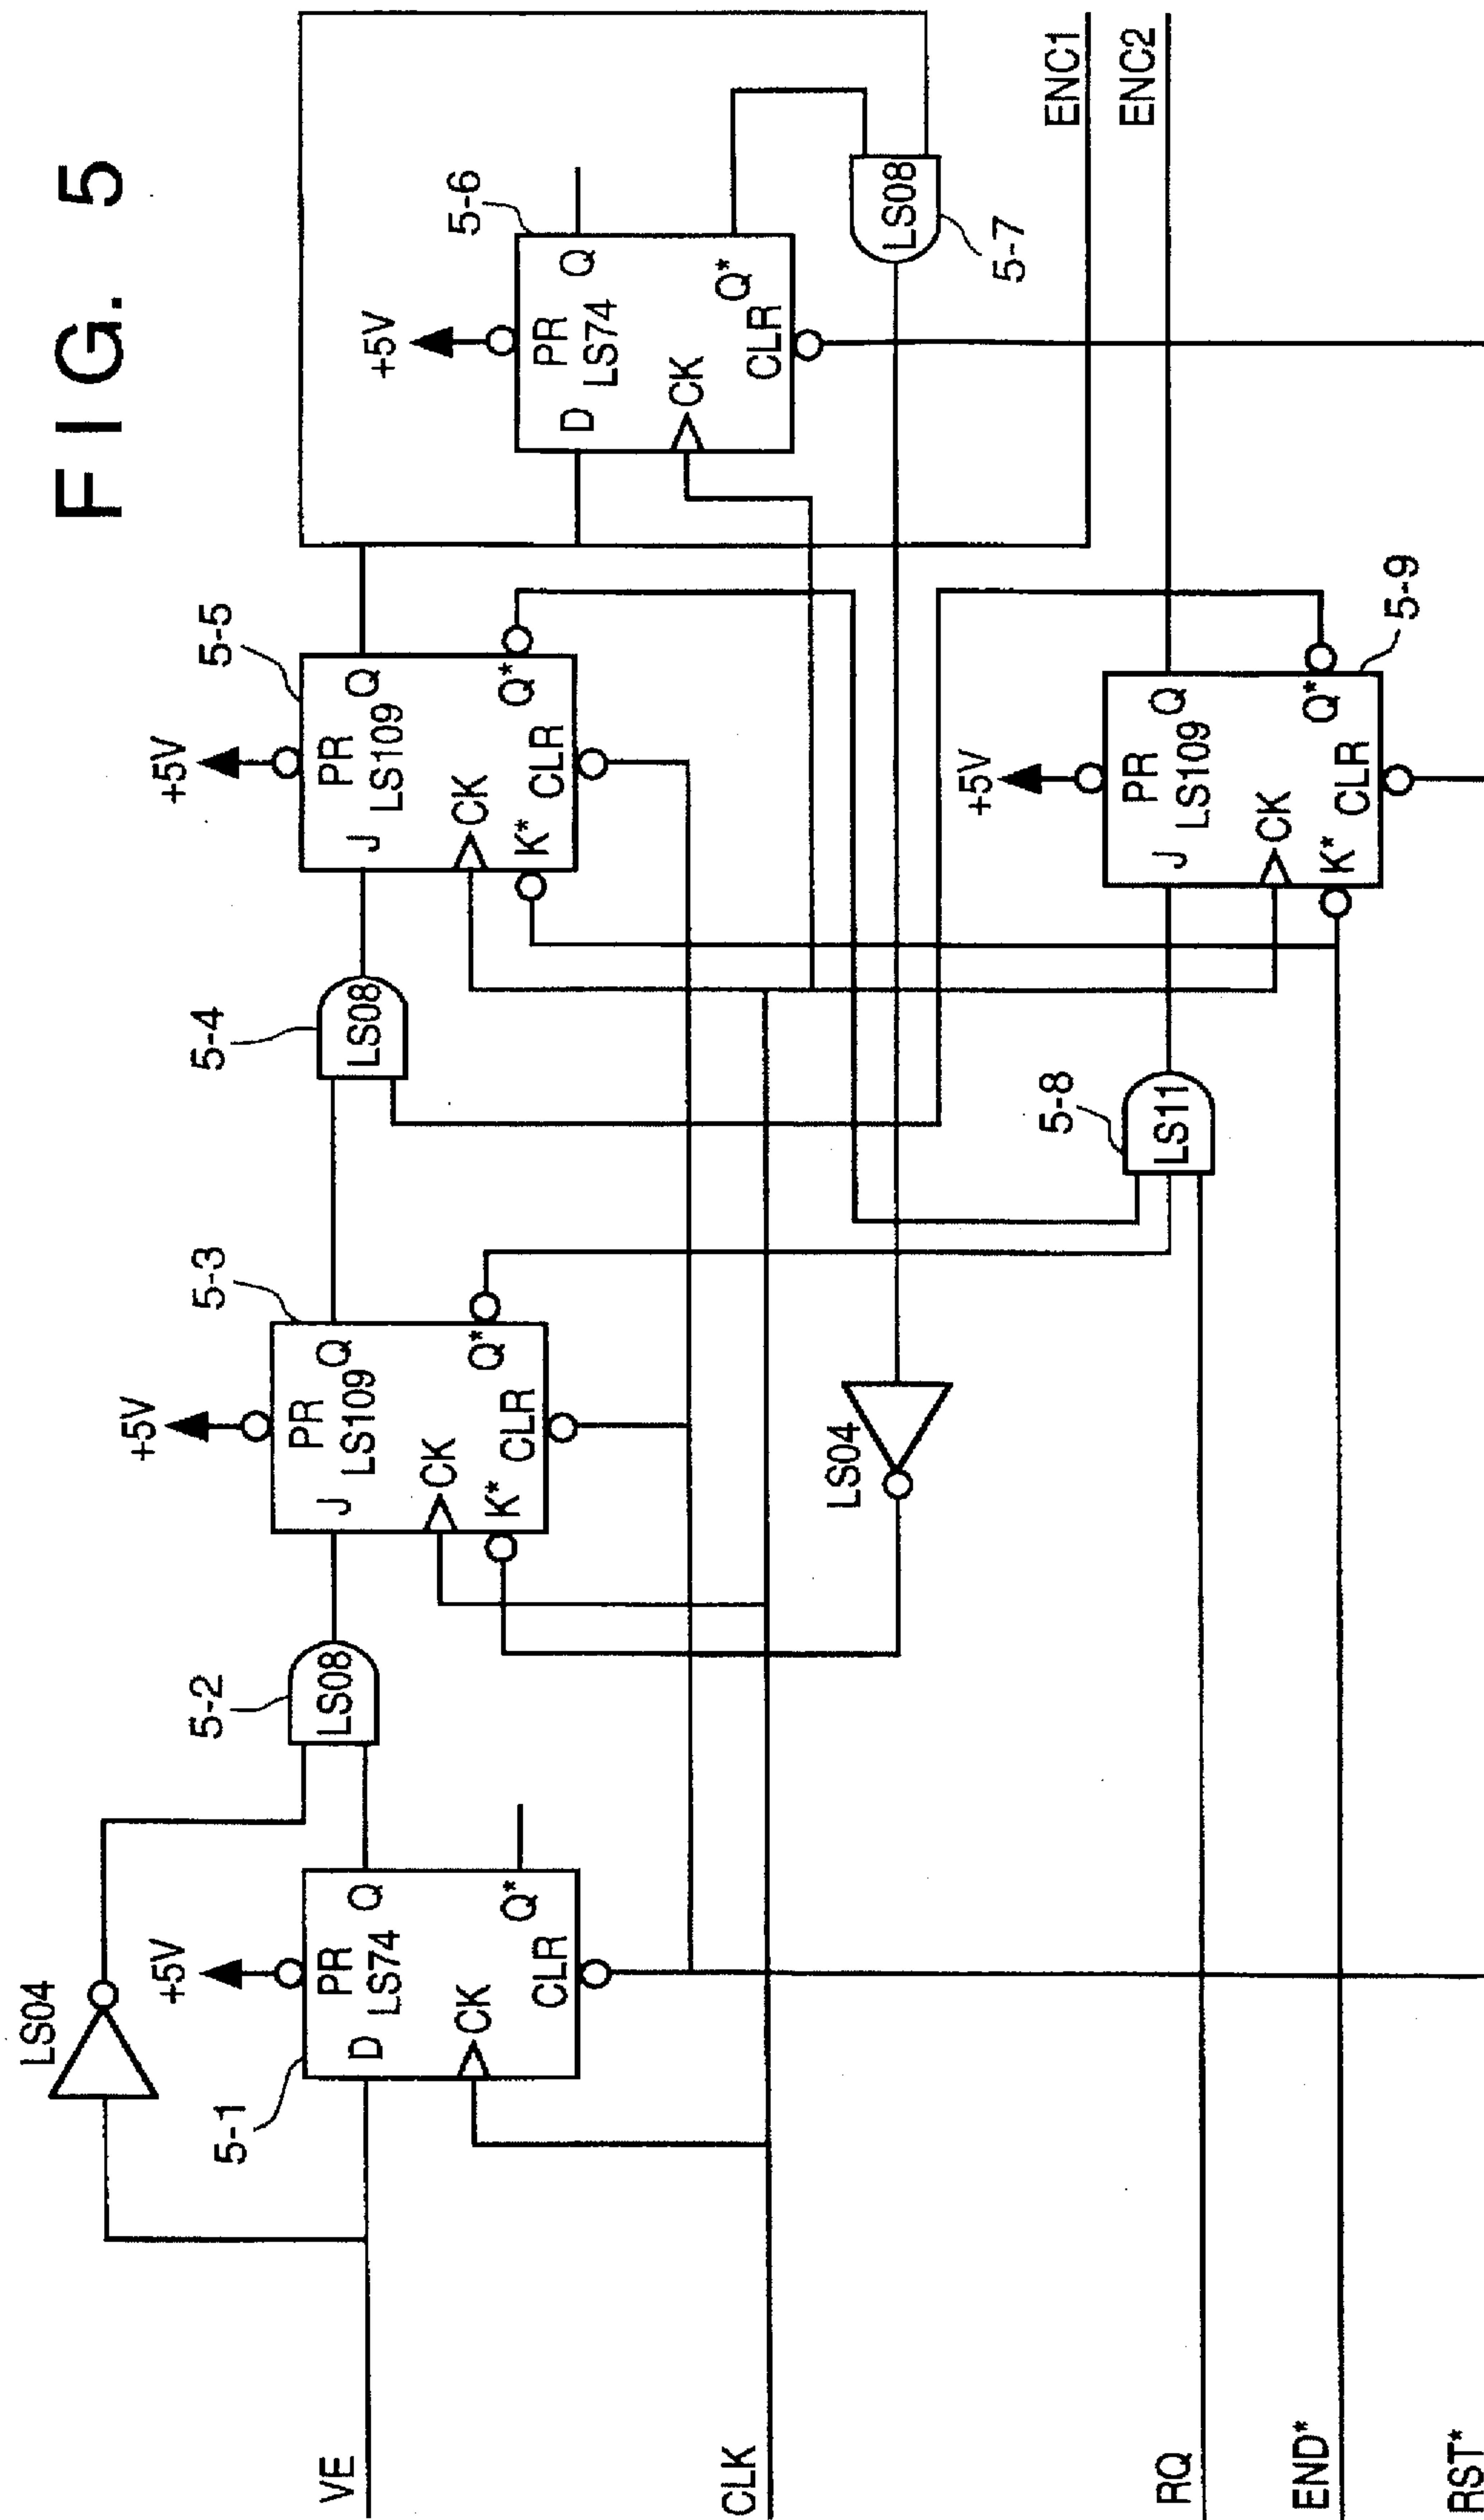 FIG. 5
LS04
+5V
5-1
D
PR
Q
LS74
CK
Q*
CLR
5-2
LS08
+5V
5-3
J
PR
Q
LS109
CK
K*
Q*
CLR
5-4
LS08
+5V
5-5
J
PR
Q
LS109
CK
K*
Q*
CLR
+5V
5-6
D
PR
Q
LS74
CK
Q*
CLR
LS08
5-7
LS04
5-8
LS11
+5V
5-9
J
PR
Q
LS109
CK
K*
Q*
CLR
VE
CLK
RQ
END*
RST*
ENC1
ENC2